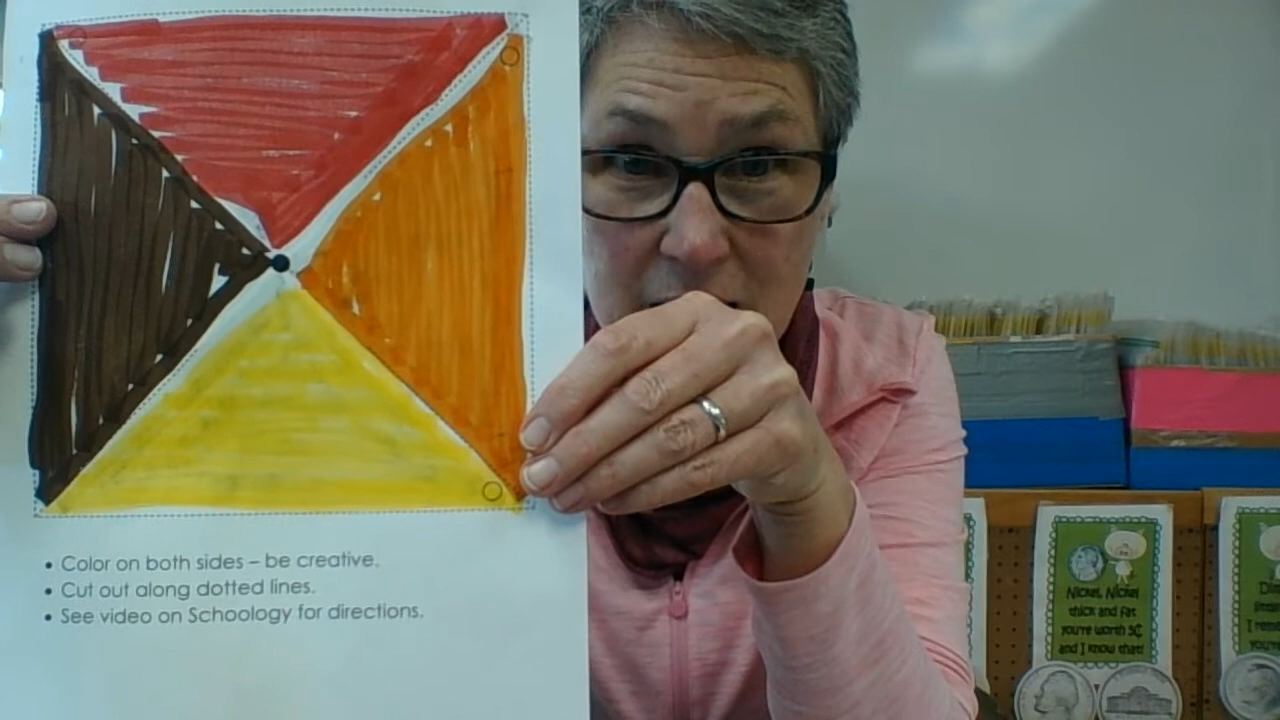 • Color on both sides – be creative.
• Cut out along dotted lines.
• See video on Schoology for directions.
Nickel, Nickel
thick and fat
you're worth 5¢
and I know that!